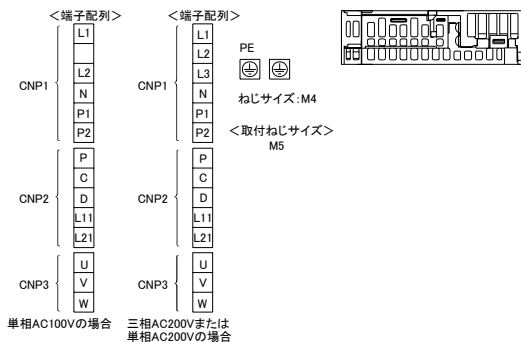 ＜端子配列＞
L1
L2
N
P1
P2
CNP1
P
C
D
L11
L21
CNP2
U
V
W
CNP3
単相AC100Vの場合
＜端子配列＞
L1
L2
L3
N
P1
P2
CNP1
P
C
D
L11
L21
CNP2
U
V
W
CNP3
三相AC200Vまたは
単相AC200Vの場合
PE
ねじサイズ:M4
＜取付ねじサイズ＞
M5